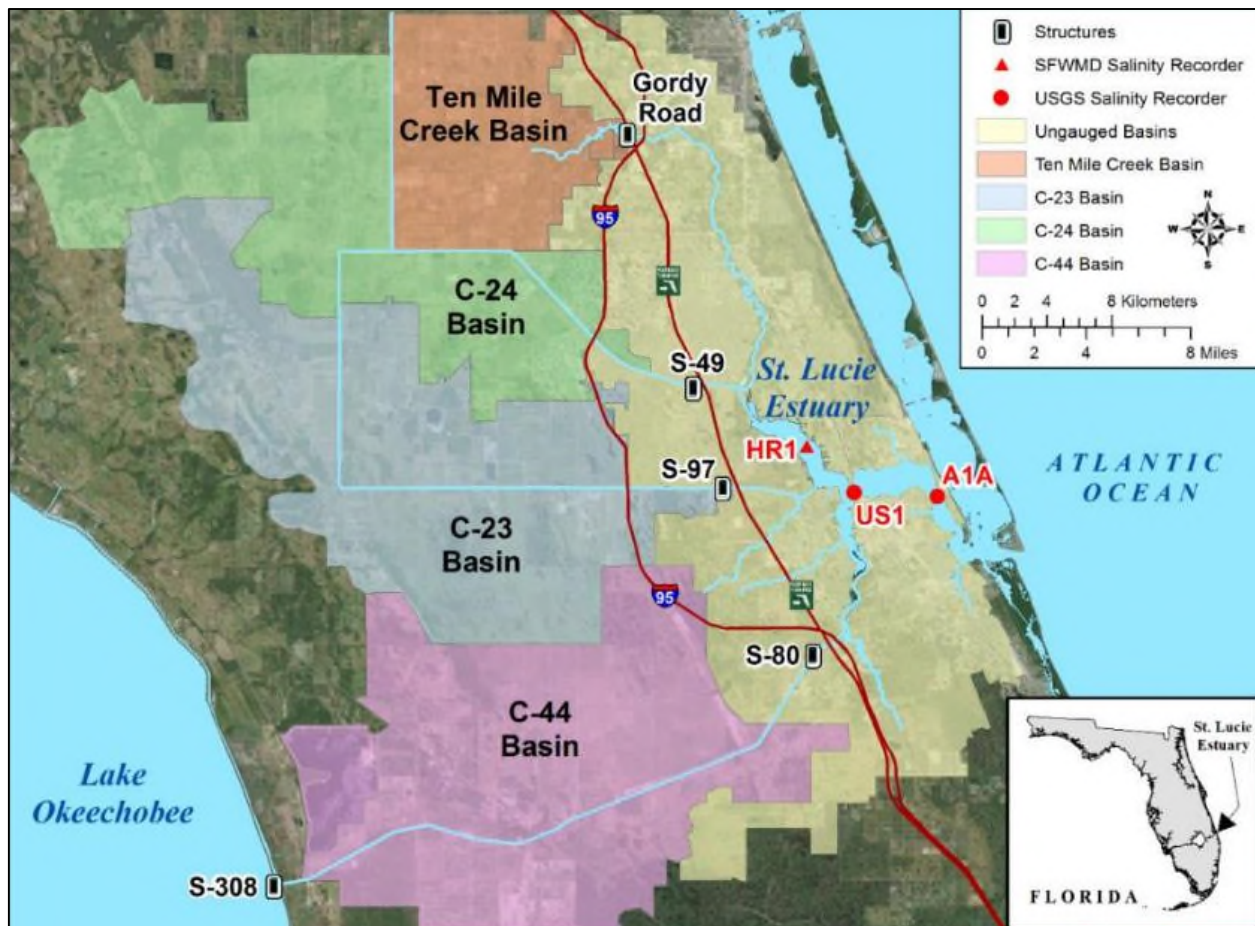 Structures
SFWMD Salinity Recorder
USGS Salinity Recorder
Ungauged Basins
Ten Mile Creek Basin
C-23 Basin
C-24 Basin
C-44 Basin
N
W E
S
0 2 4 8 Kilometers
0 2 4 8 Miles
Gordy
Road
Ten Mile
Creek Basin
95
C-24
Basin
S-49
St. Lucie
Estuary
HR1
S-97
A1A
US1
ATLANTIC
OCEAN
C-23
Basin
95
S-80
C-44
Basin
Lake
Okeechobee
S-308
St. Lucie
Estuary
FLORIDA